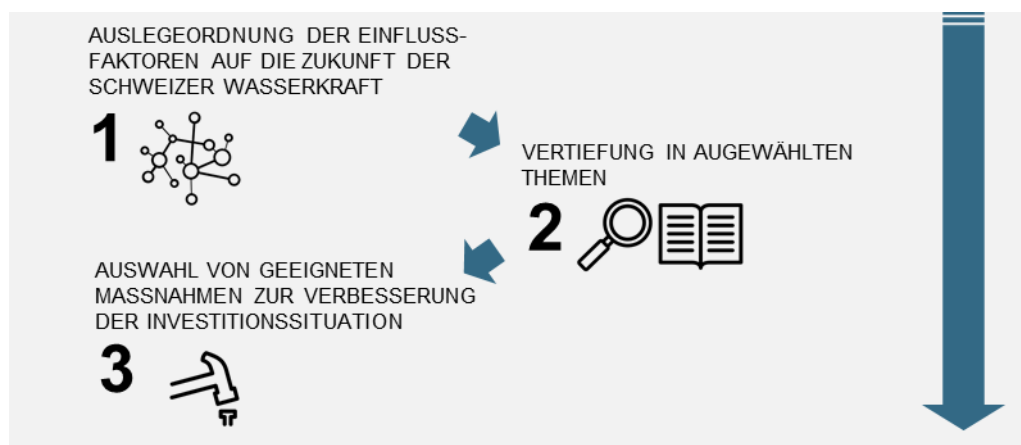 AUSLEGEORDNUNG DER EINFLUSS-
FAKTOREN AUF DIE ZUKUNFT DER
SCHWEIZER WASSERKRAFT
1
VERTIEFUNG IN AUGEWÄHLTEN
THEMEN
2
AUSWAHL VON GEEIGNETEN
MASSNAHMEN ZUR VERBESSERUNG
DER INVESTITIONSSITUATION
3